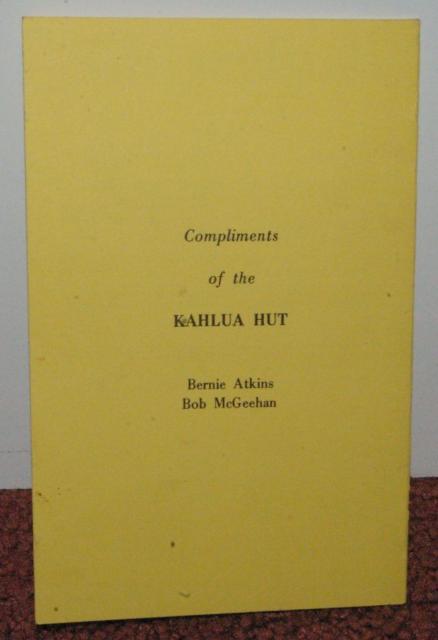 Compliments
of the
KAHLUA HUT
Bernie Atkins
Bob McGeehan